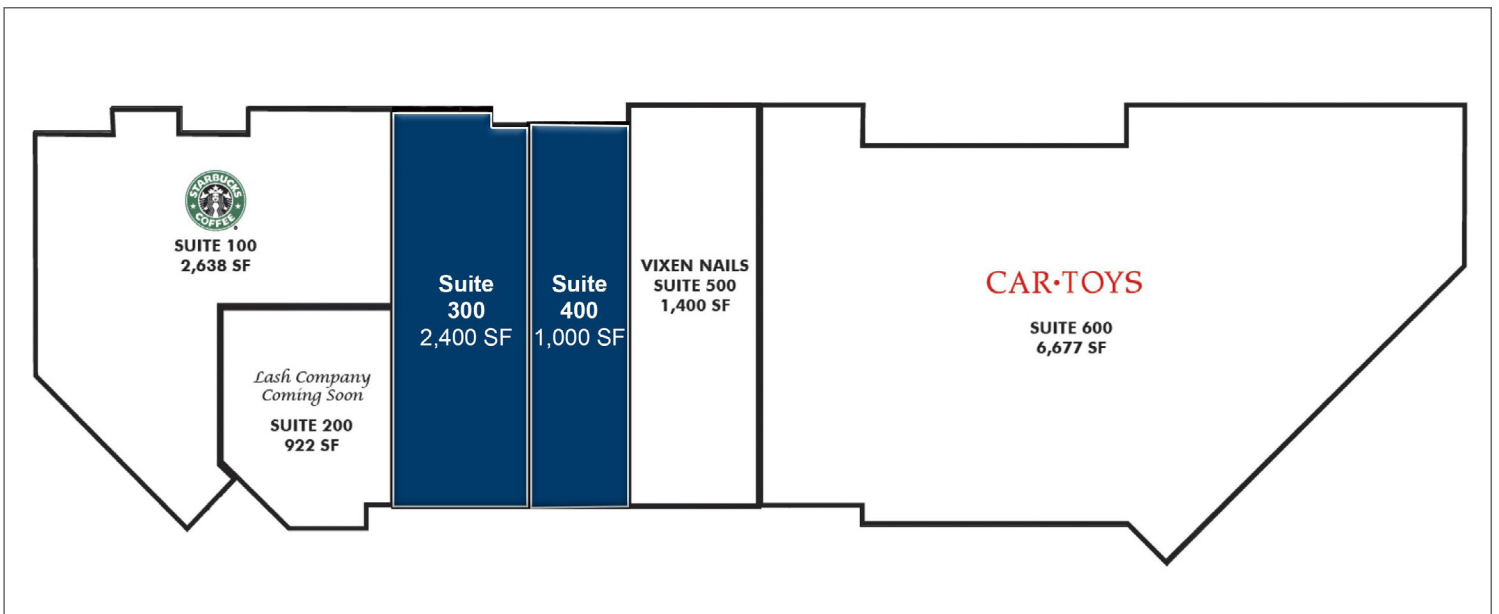 STARBUCKS
COFFEE
SUITE 100
2,638 SF
Lash Company
Coming Soon
SUITE 200
922 SF
Suite
300
2,400 SF
Suite
400
1,000 SF
VIXEN NAILS
SUITE 500
1,400 SF
CAR•TOYS
SUITE 600
6,677 SF